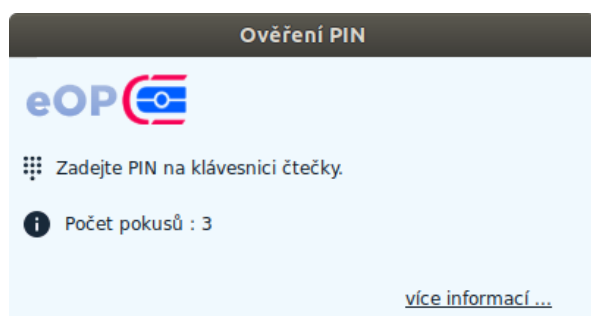 Ověření PIN
eOP
Zadejte PIN na klávesnici čtečky.
Počet pokusů : 3
více informací ...